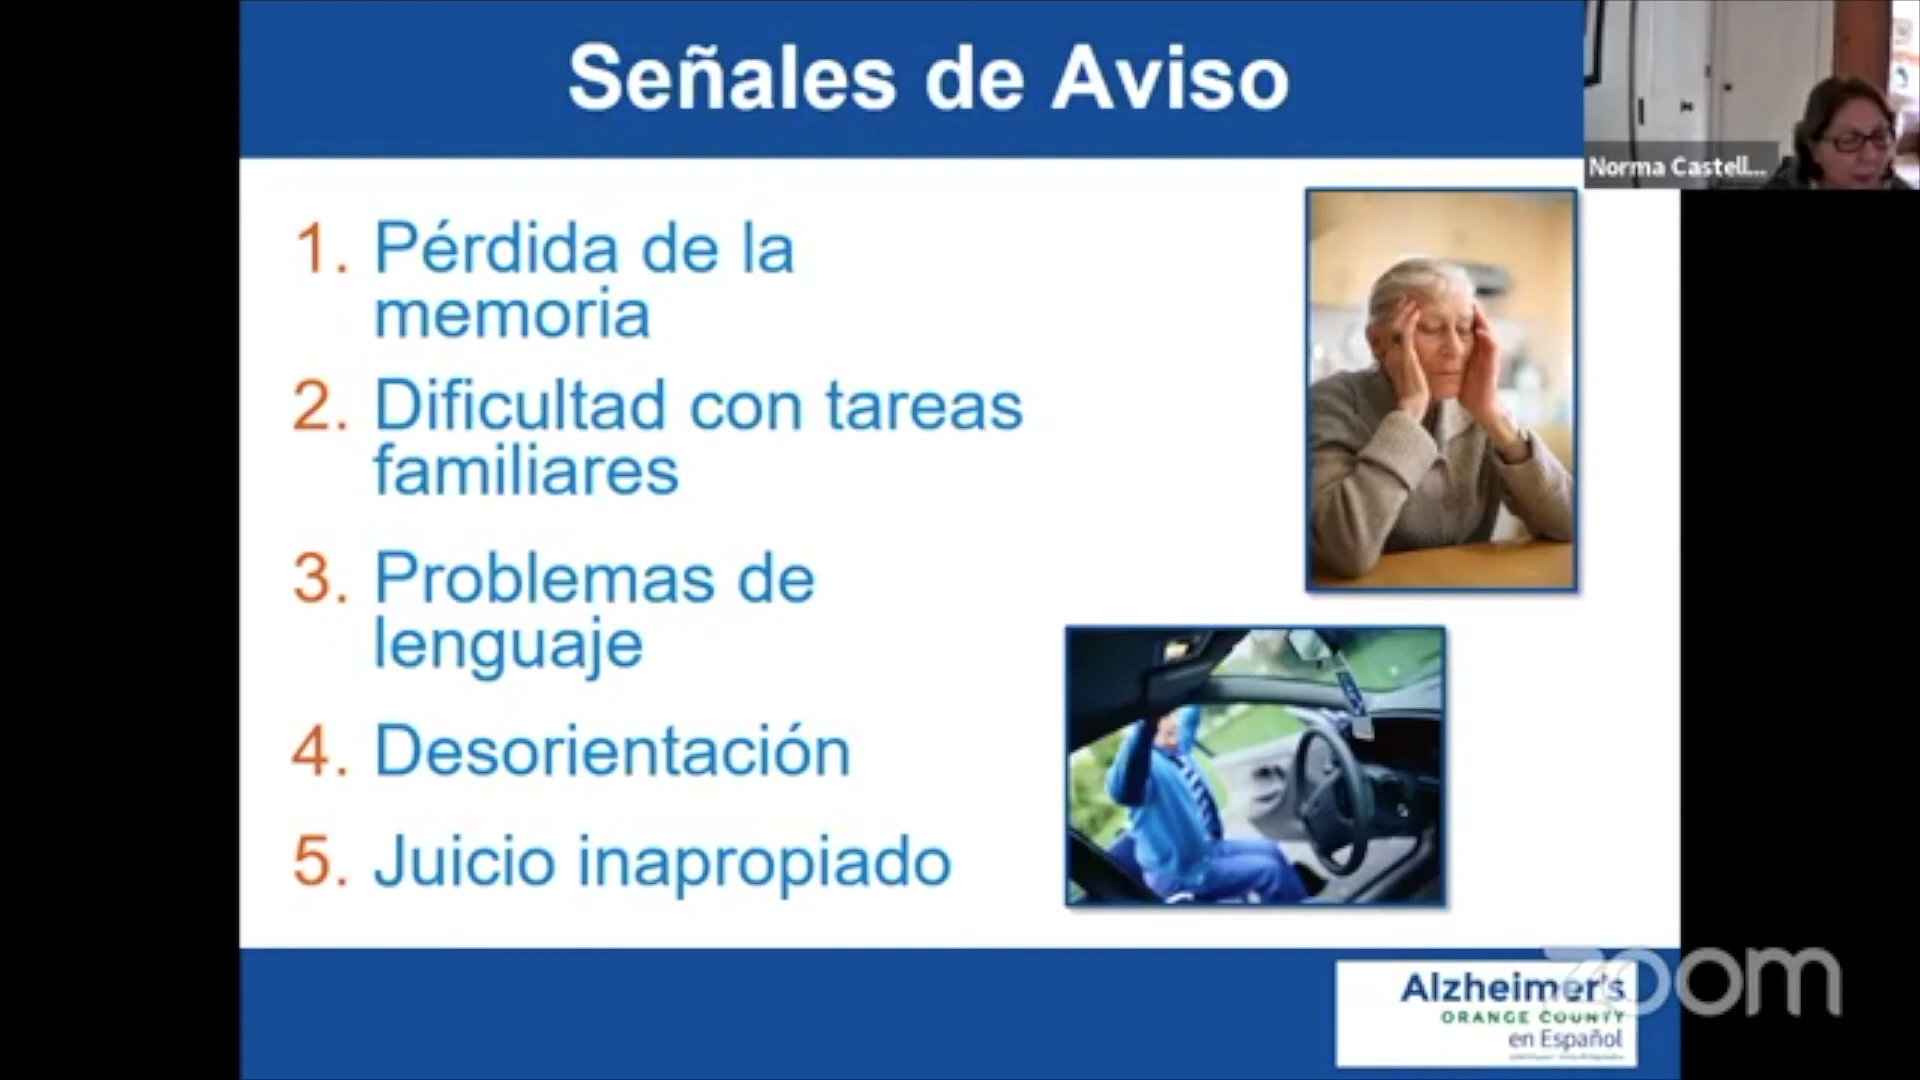 Señales de Aviso
Norma Castell...
1. Pérdida de la
memoria
2. Dificultad con tareas
familiares
3. Problemas de
lenguaje
4. Desorientación
5. Juicio inapropiado
zoom
Alzheimer's
ORANGE COUNTY
en Español